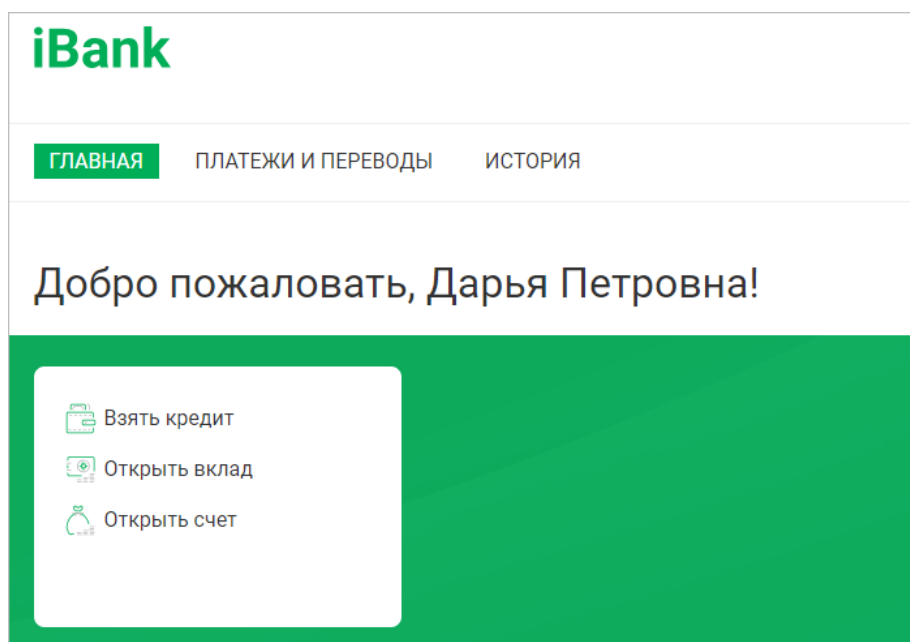 iBank
ГЛАВНАЯ ПЛАТЕЖИ И ПЕРЕВОДЫ ИСТОРИЯ
Добро пожаловать, Дарья Петровна!
Взять кредит
Открыть вклад
Открыть счет